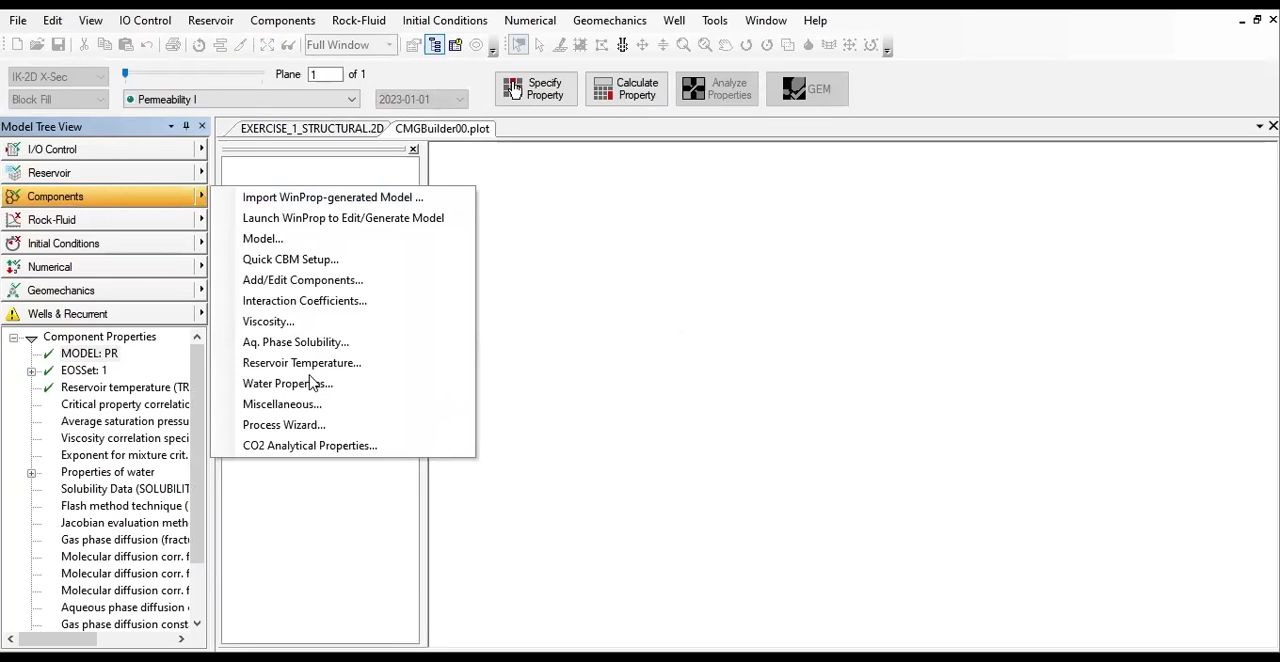 File Edit View IO Control Reservoir Components Rock-Fluid Initial Conditions Numerical Geomechanics Well Tools Window Help
Full Window
IK-2D X-Sec Plane 1 of 1
Block Fill Permeability I 2023-01-01
Specify Property
Calculate Property
Analyze Properties
GEM
Model Tree View
EXERCISE_1_STRUCTURAL.2D CMGBuilder00.plot
I/O Control
Reservoir
Components
Rock-Fluid
Initial Conditions
Numerical
Geomechanics
Wells & Recurrent
Import WinProp-generated Model ...
Launch WinProp to Edit/Generate Model
Model...
Quick CBM Setup...
Add/Edit Components...
Interaction Coefficients...
Viscosity...
Aq. Phase Solubility...
Reservoir Temperature...
Water Properties...
Miscellaneous...
Process Wizard...
CO2 Analytical Properties...
Component Properties
MODEL: PR
EOSSet: 1
Reservoir temperature (TR
Critical property correlatic
Average saturation pressu
Viscosity correlation speci
Exponent for mixture crit.
Properties of water
Solubility Data (SOLUBILIT
Flash method technique (
Jacobian evaluation meth
Gas phase diffusion (fract
Molecular diffusion corr. f
Molecular diffusion corr. f
Molecular diffusion corr. f
Aqueous phase diffusion
Gas phase diffusion const